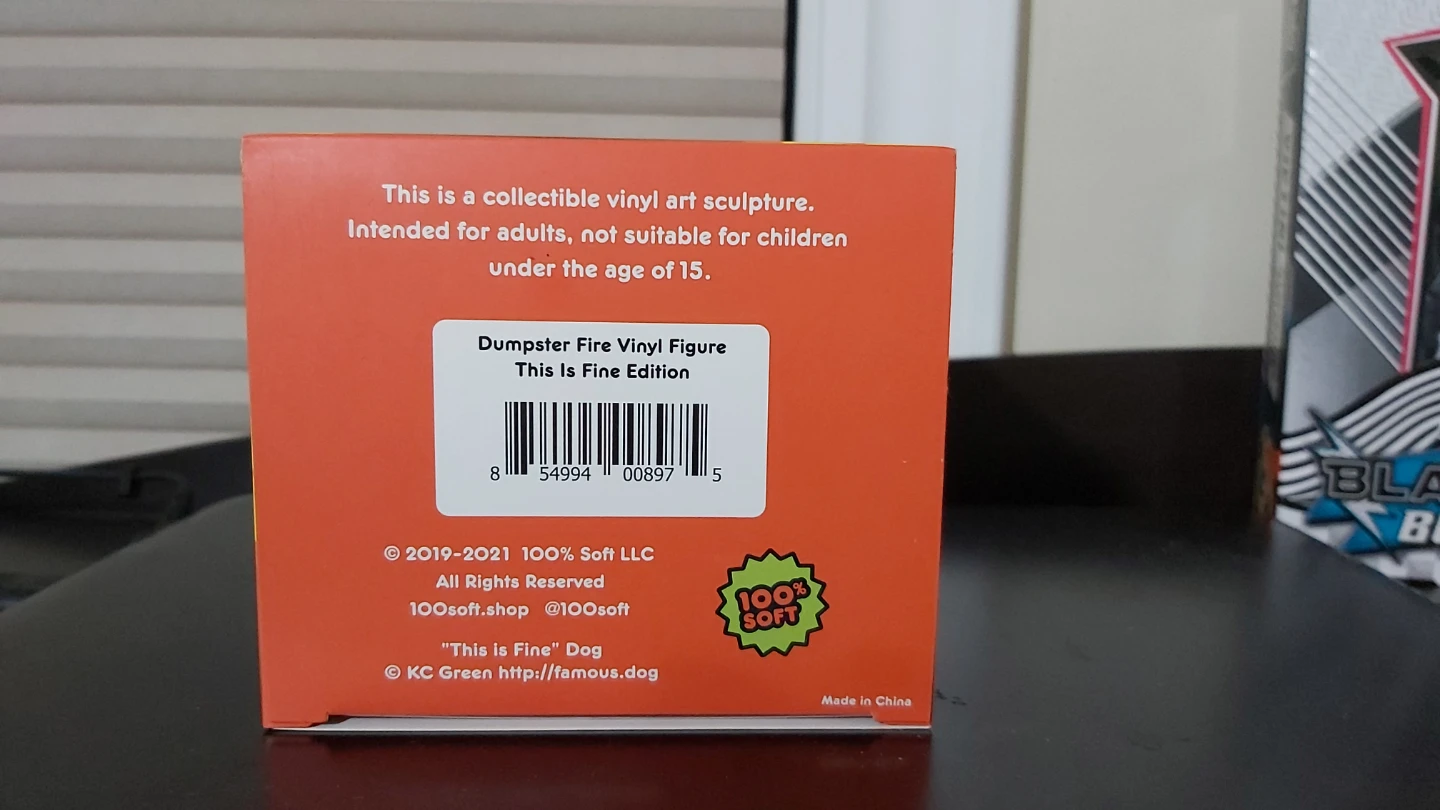 This is a collectible vinyl art sculpture.
Intended for adults, not suitable for children
under the age of 15.
Dumpster Fire Vinyl Figure
This Is Fine Edition
8 54994 00897 5
© 2019-2021 100% Soft LLC
All Rights Reserved
100soft.shop @100soft
"This is Fine" Dog
© KC Green http://famous.dog
100%
SOFT
Made in China